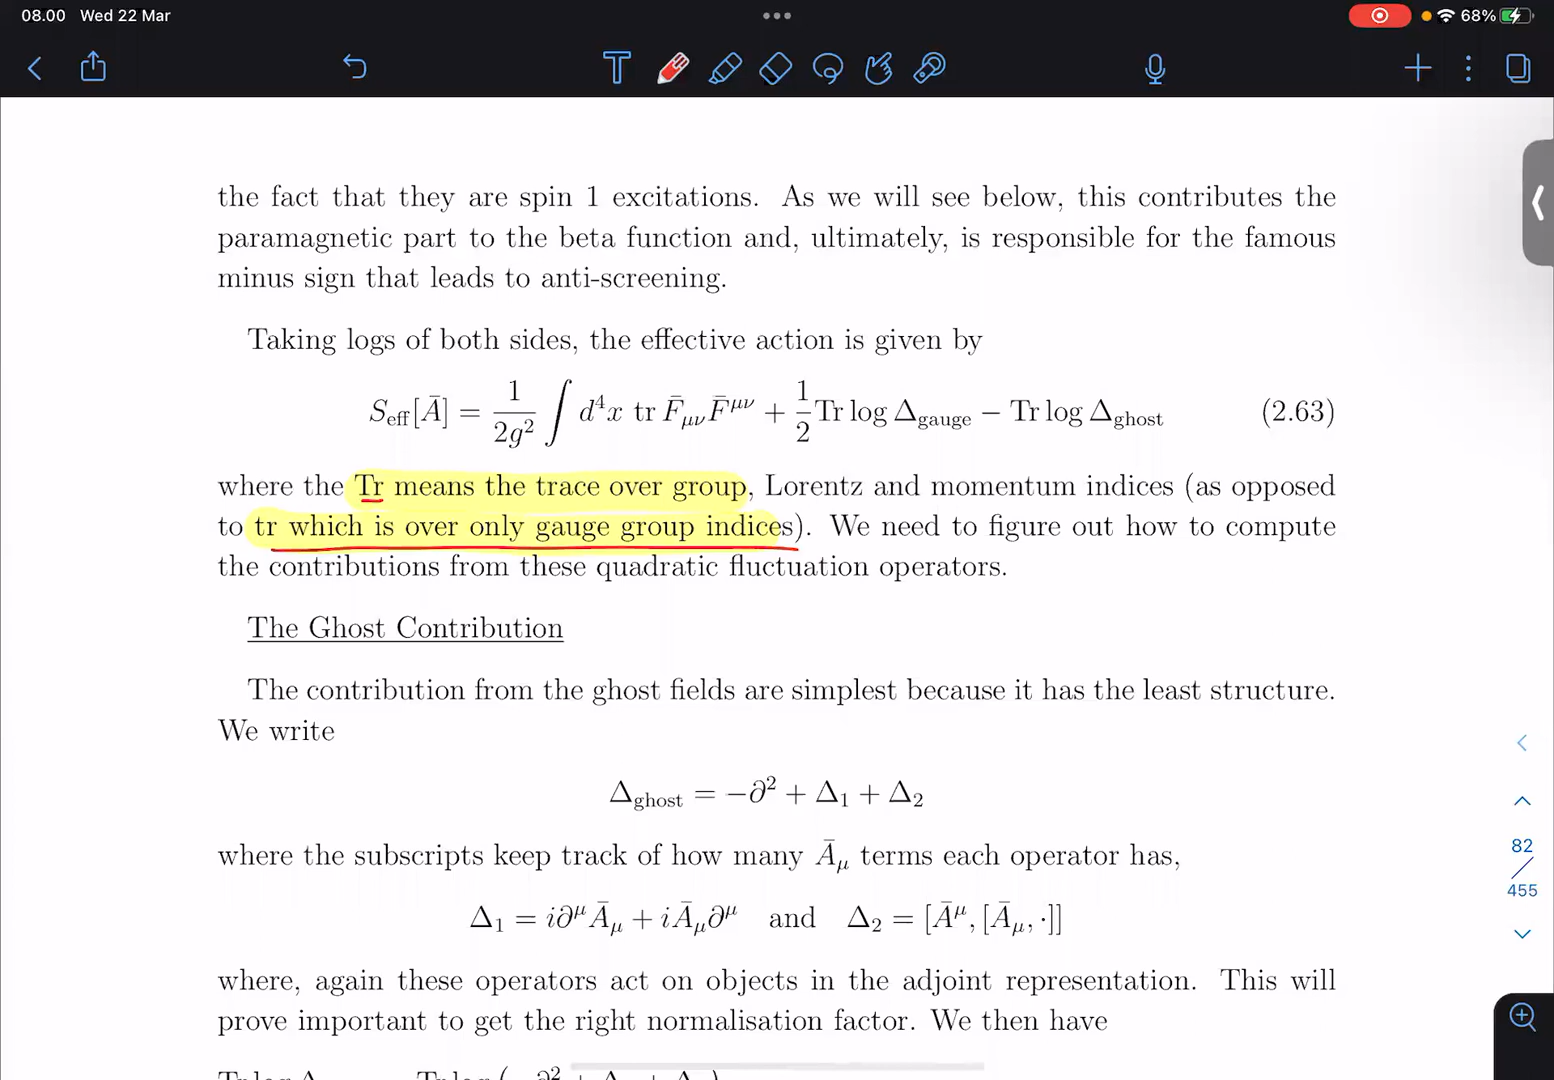 08.00 Wed 22 Mar
68%
the fact that they are spin 1 excitations. As we will see below, this contributes the
paramagnetic part to the beta function and, ultimately, is responsible for the famous
minus sign that leads to anti-screening.
Taking logs of both sides, the effective action is given by
S_eff[Ā] = 1/2g² ∫ d⁴x tr F̄_μν F̄^μν + 1/2 Tr log Δ_gauge − Tr log Δ_ghost (2.63)
where the Tr means the trace over group, Lorentz and momentum indices (as opposed
to tr which is over only gauge group indices). We need to figure out how to compute
the contributions from these quadratic fluctuation operators.
The Ghost Contribution
The contribution from the ghost fields are simplest because it has the least structure.
We write
Δ_ghost = −∂² + Δ₁ + Δ₂
where the subscripts keep track of how many Ā_μ terms each operator has,
Δ₁ = i∂^μ Ā_μ + iĀ_μ ∂^μ and Δ₂ = [Ā^μ, [Ā_μ, ·]]
where, again these operators act on objects in the adjoint representation. This will
prove important to get the right normalisation factor. We then have
82
455